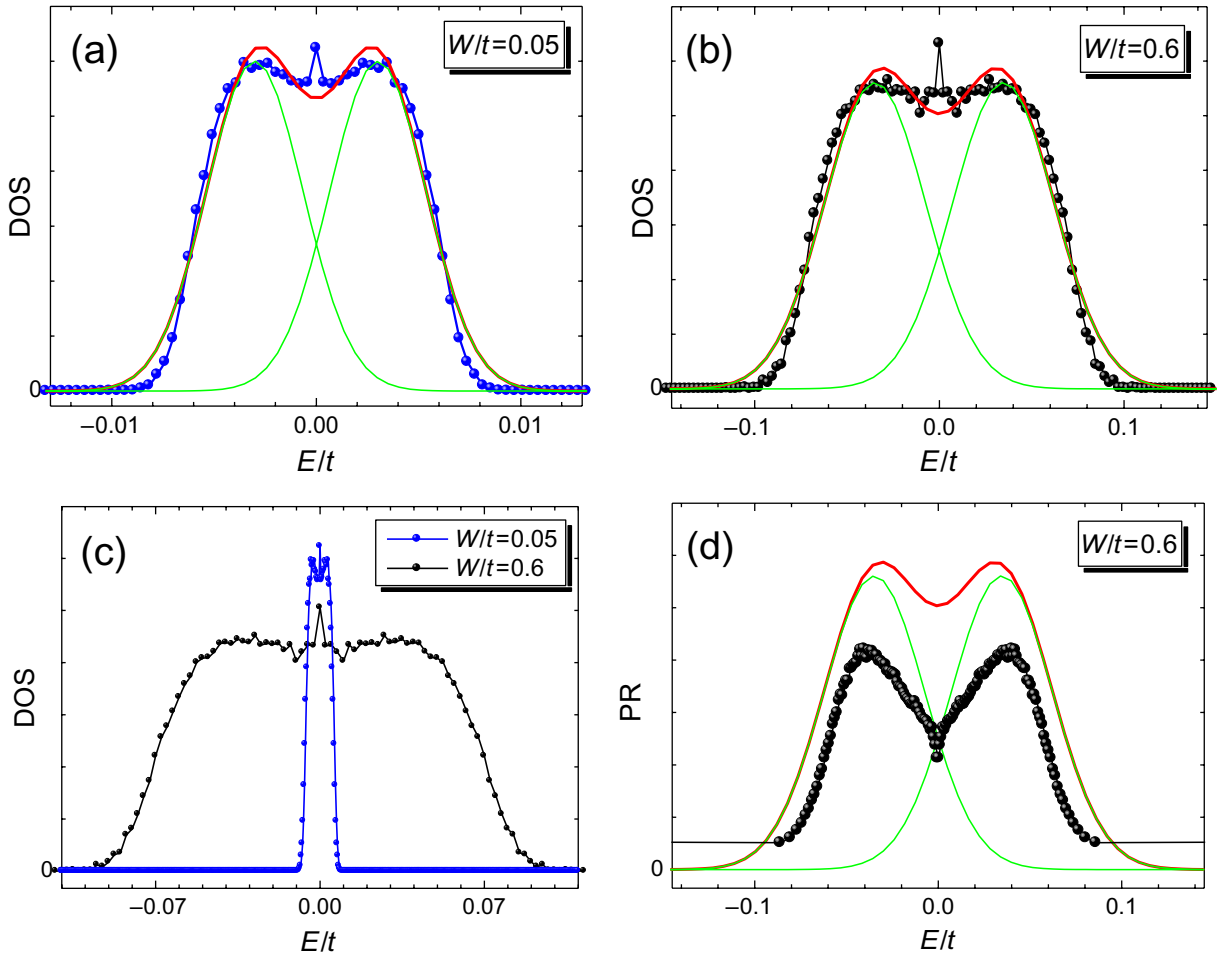 (a)
W/t=0.05
DOS
0
–0.01
0.00
0.01
E/t
(b)
W/t=0.6
DOS
0
–0.1
0.0
0.1
E/t
(c)
W/t=0.05
W/t=0.6
DOS
0
–0.07
0.00
0.07
E/t
(d)
W/t=0.6
PR
0
–0.1
0.0
0.1
E/t